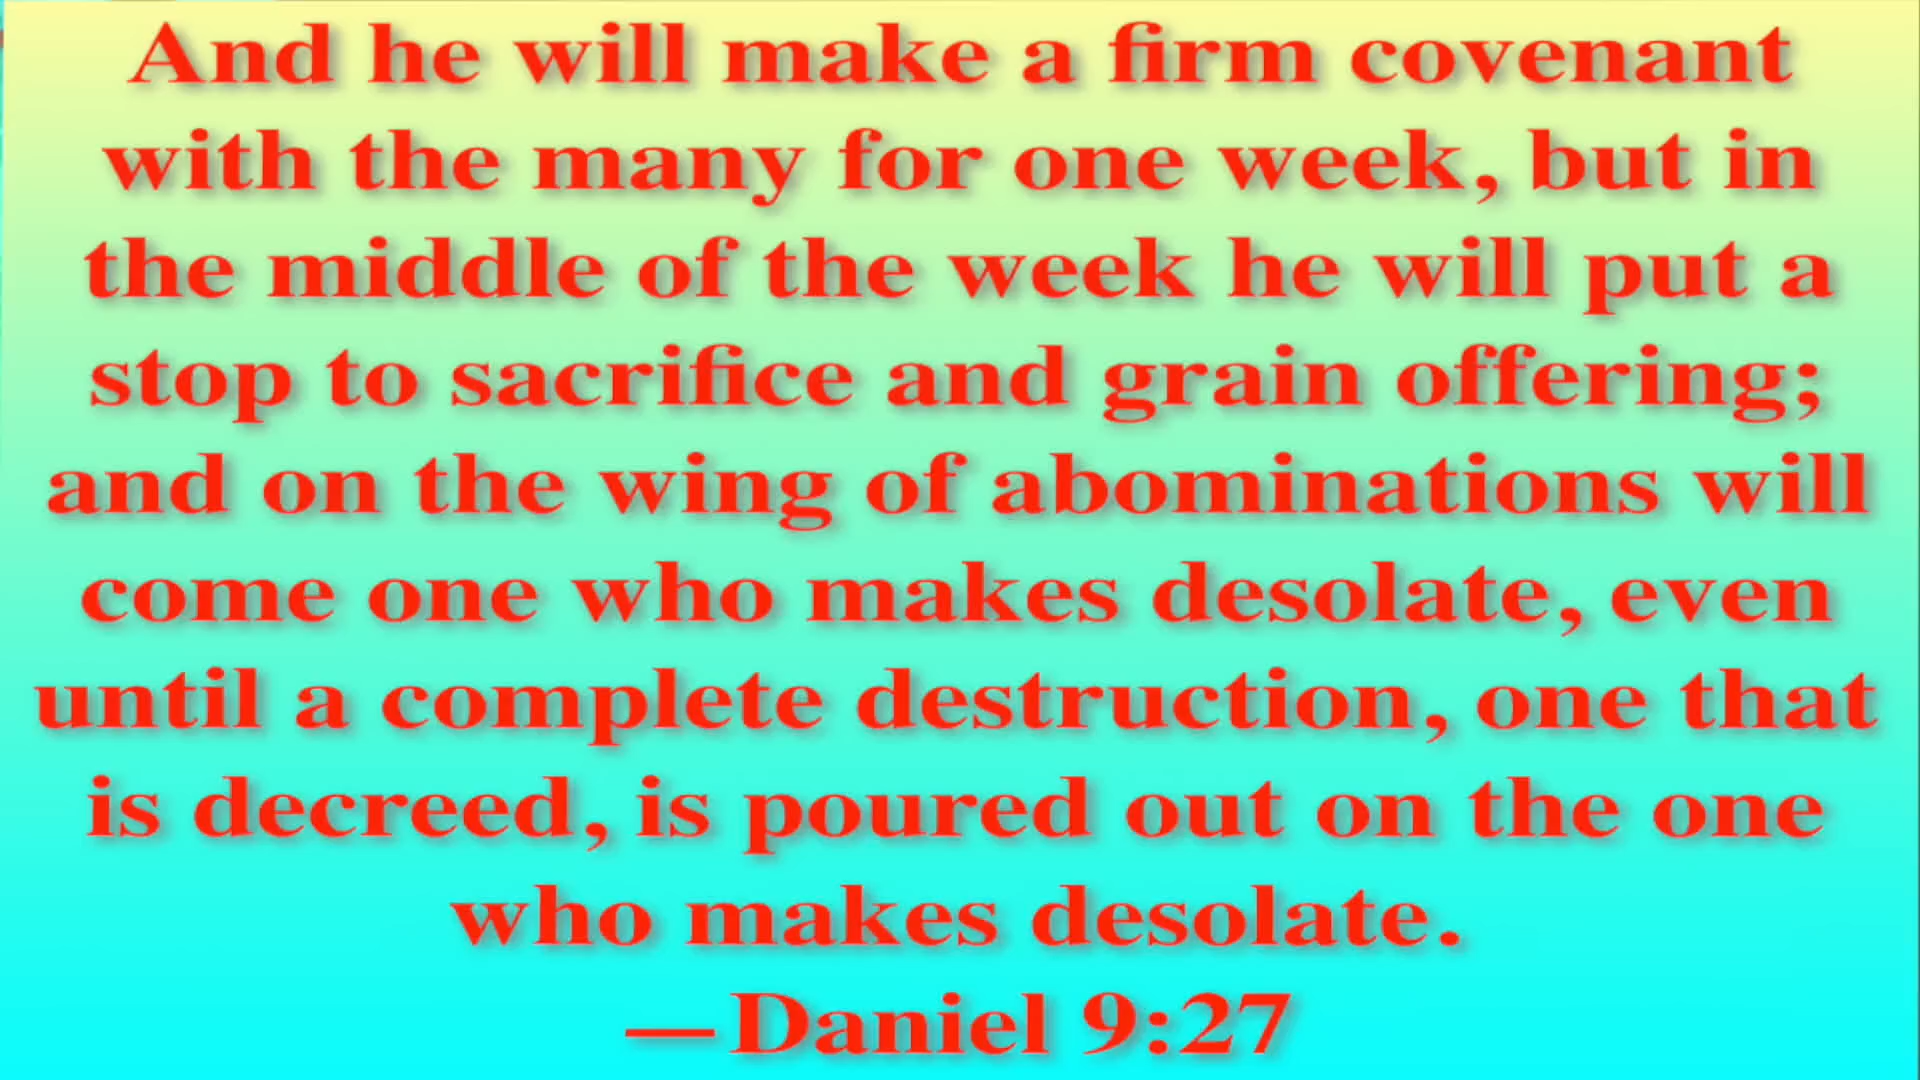 And he will make a firm covenant
with the many for one week, but in
the middle of the week he will put a
stop to sacrifice and grain offering;
and on the wing of abominations will
come one who makes desolate, even
until a complete destruction, one that
is decreed, is poured out on the one
who makes desolate.
—Daniel 9:27